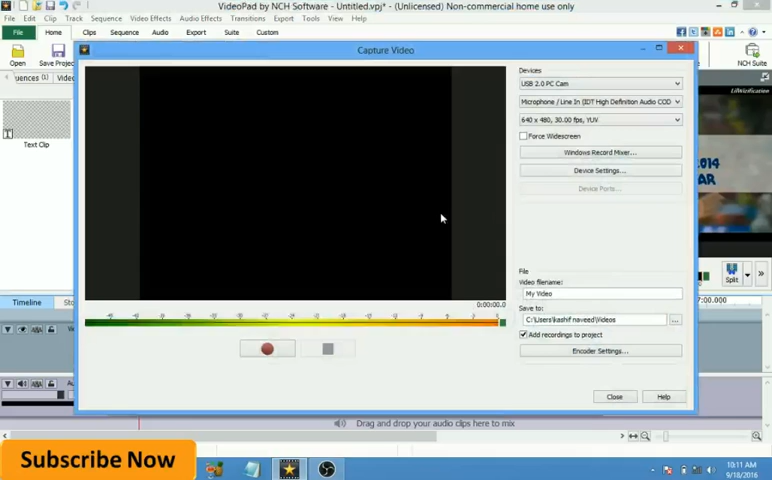 VideoPad by NCH Software - Untitled.vpj* - (Unlicensed) Non-commercial home use only
File Edit Clip Sequence Video Effects Audio Effects Transitions Export Tools View Help
File Home Clips Sequence Audio Export Suite Custom
Open Save Project
NCH Suite
Capture Video
uences (1) Video
Text Clip
Devices
USB 2.0 PC Cam
Microphone / Line In (IDT High Definition Audio COD
640 x 480, 30.00 fps, YUV
Force Widescreen
Windows Record Mixer...
Device Settings...
Device Ports...
2014
Split
File
Video filename:
My Video
Save to:
C:\Users\kashif naveed\Videos
...
Add recordings to project
Encoder Settings...
Close Help
0:00:00.0
Timeline
Drag and drop your audio clips here to mix
Subscribe Now
10:11 AM
9/18/2016